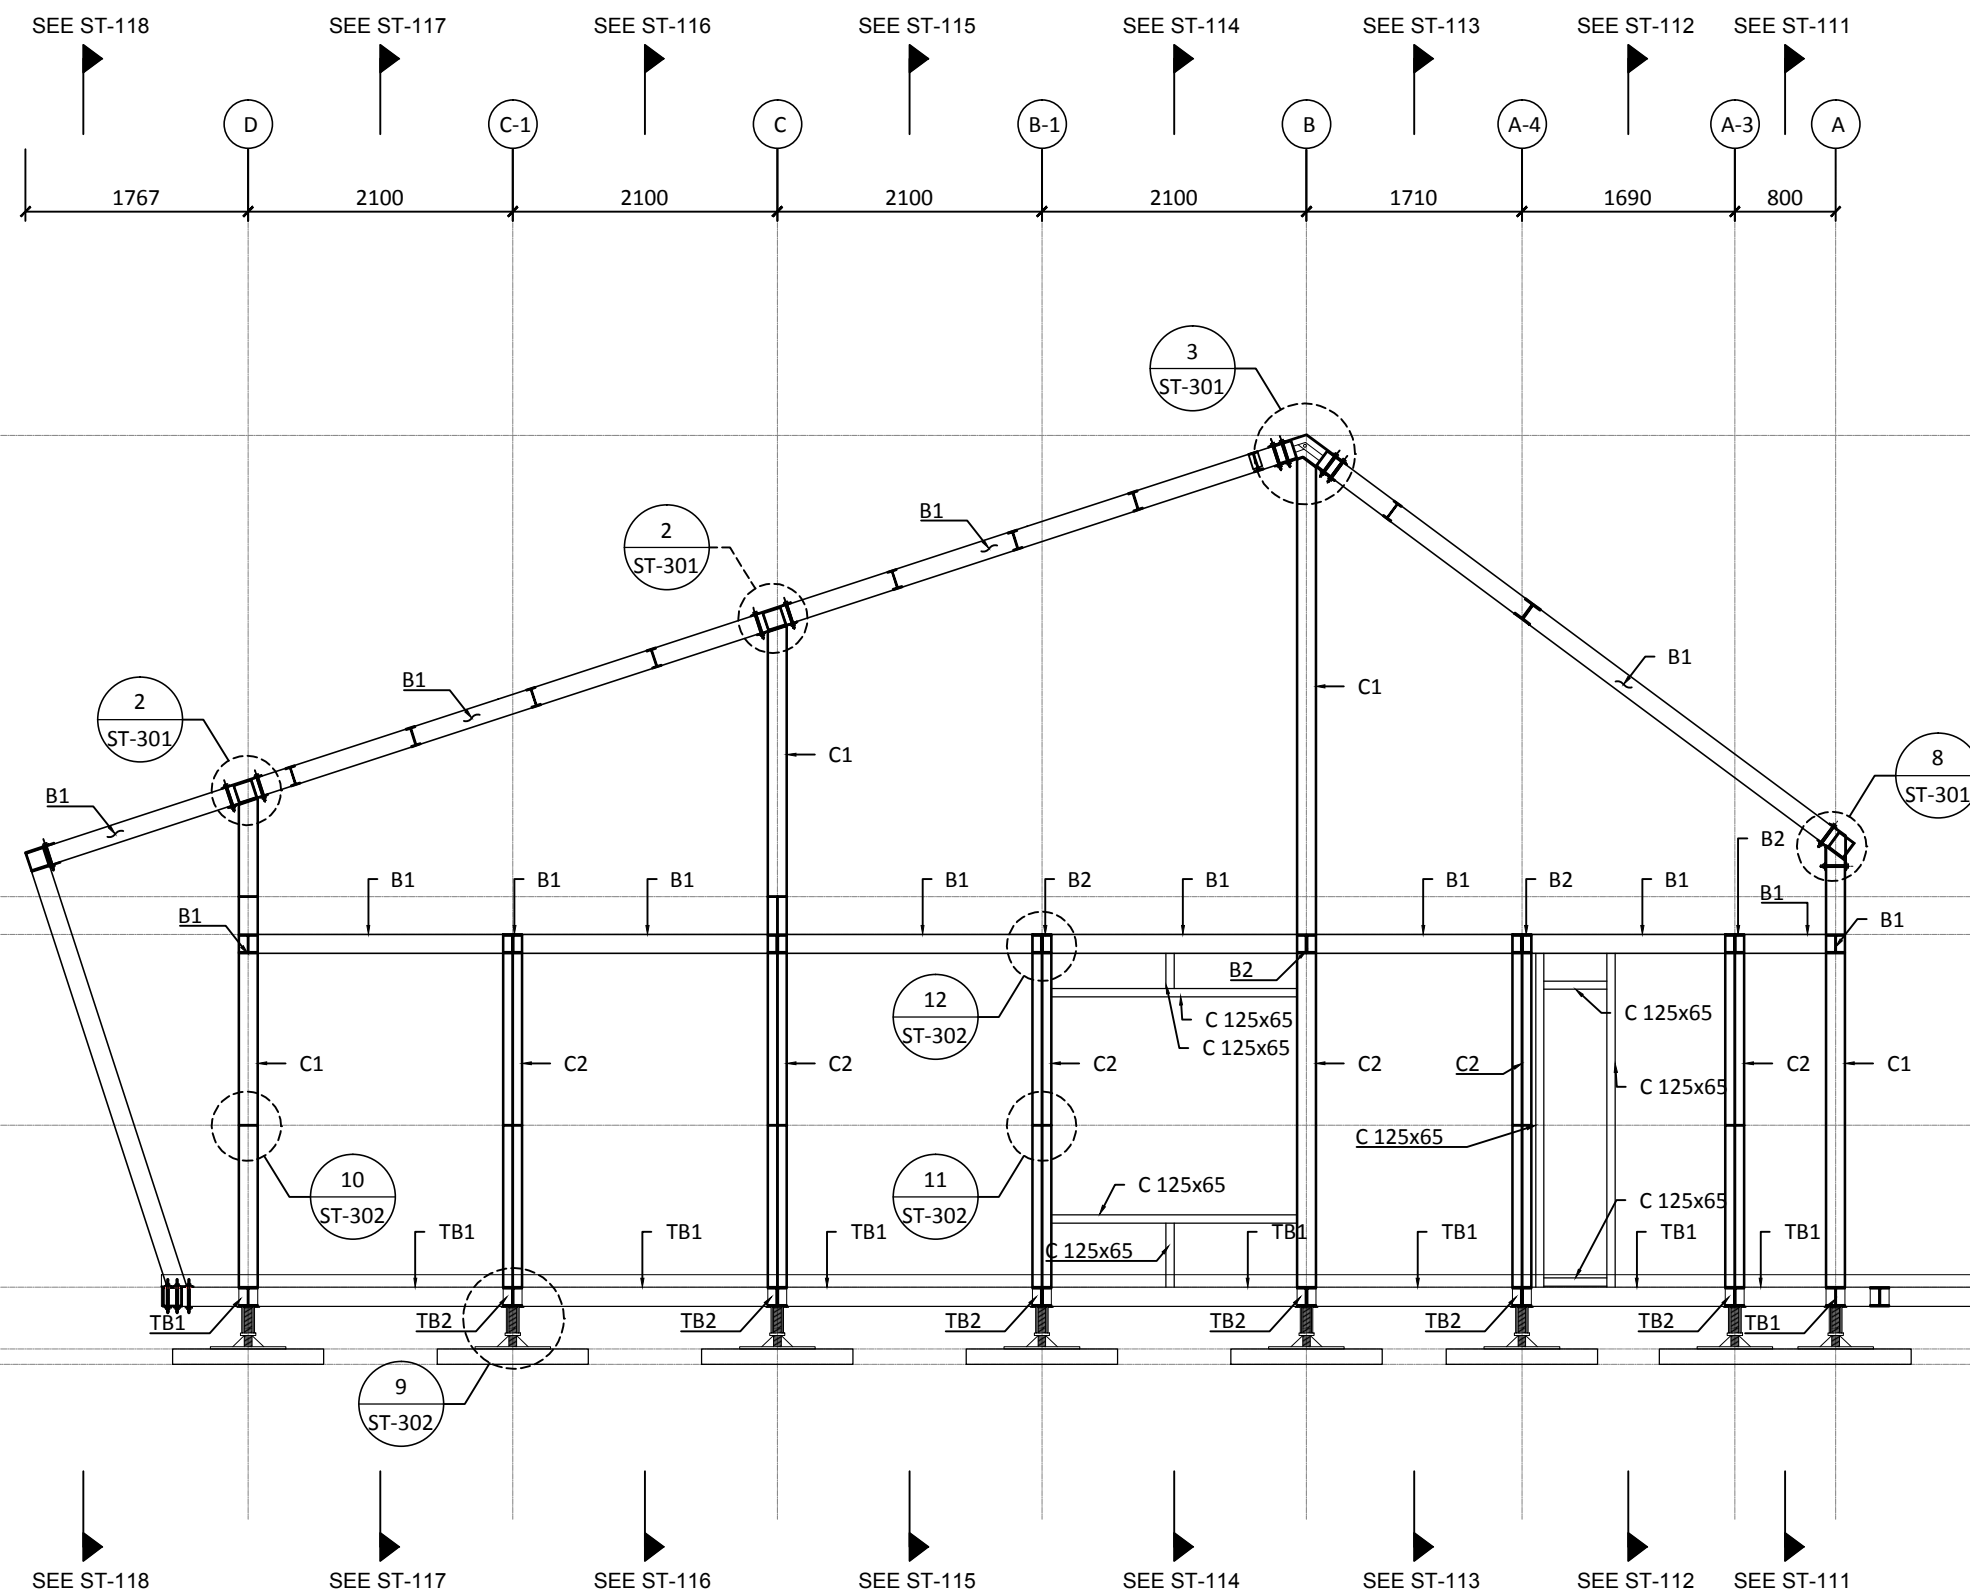 SEE ST-118
SEE ST-117
SEE ST-116
SEE ST-115
SEE ST-114
SEE ST-113
SEE ST-112
SEE ST-111
D
C-1
C
B-1
B
A-4
A-3
A
1767
2100
2100
2100
2100
1710
1690
800
3
ST-301
B1
2
ST-301
B1
C1
B1
2
ST-301
C1
8
ST-301
B1
B2
B1
B1
B1
B1
B2
B1
B1
B2
B1
B1
B1
B1
B2
12
ST-302
C 125x65
C 125x65
C 125x65
C1
C2
C2
C2
C2
C2
C2
C1
C 125x65
C 125x65
10
ST-302
11
ST-302
C 125x65
C 125x65
TB1
TB1
TB1
TB1
TB1
TB1
TB1
C 125x65
TB1
TB2
TB2
TB2
TB2
TB2
TB2
TB1
9
ST-302
SEE ST-118
SEE ST-117
SEE ST-116
SEE ST-115
SEE ST-114
SEE ST-113
SEE ST-112
SEE ST-111